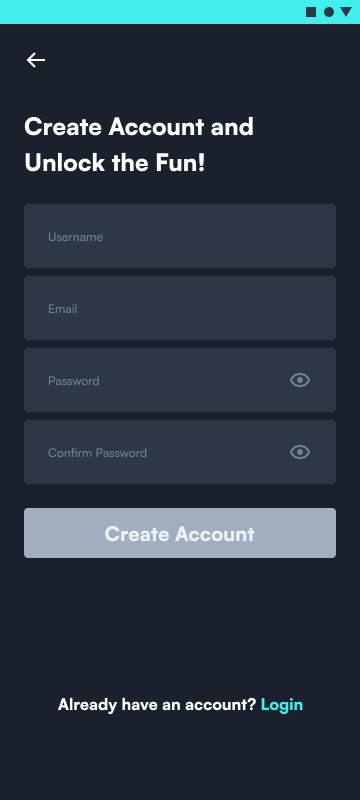 Create Account and
Unlock the Fun!
Username
Email
Password
Confirm Password
Create Account
Already have an account? Login